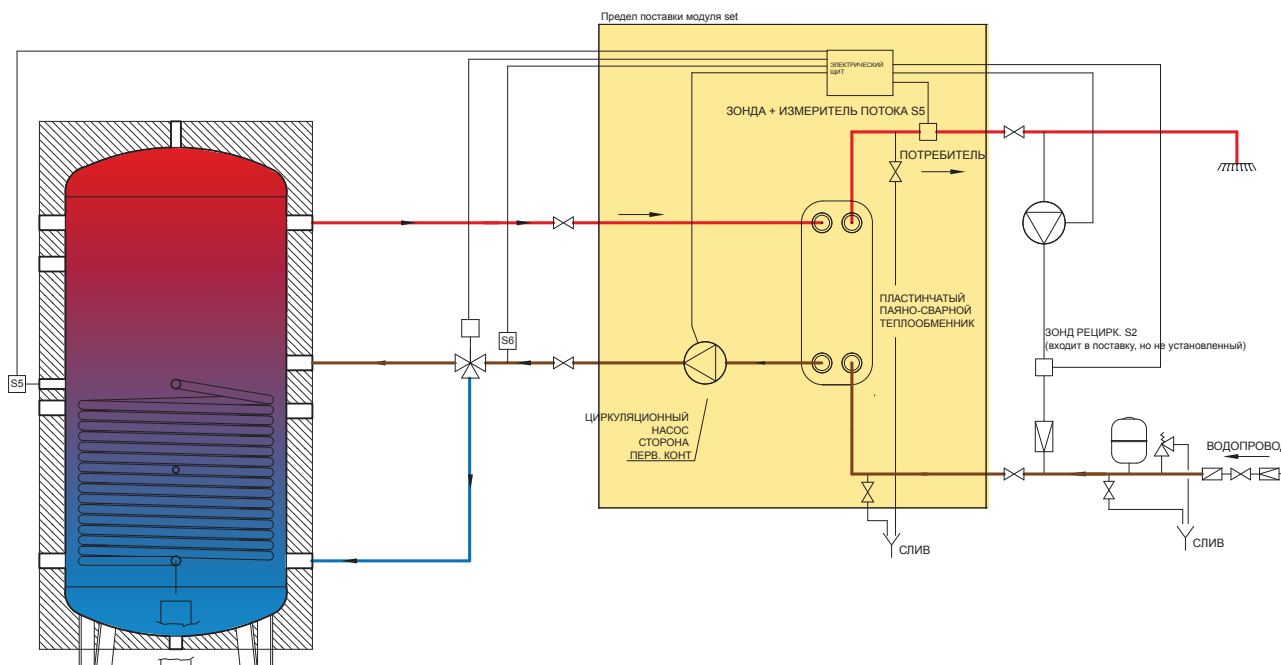 Предел поставки модуля set
ЭЛЕКТРИЧЕСКИЙ
ЩИТ
ЗОНДА + ИЗМЕРИТЕЛЬ ПОТОКА S5
ПОТРЕБИТЕЛЬ
S6
S5
ПЛАСТИНЧАТЫЙ
ПАЯНО-СВАРНОЙ
ТЕПЛООБМЕННИК
ЗОНД РЕЦИРК. S2
(входит в поставку, но не установленный)
ЦИРКУЛЯЦИОННЫЙ
НАСОС
СТОРОНА
ПЕРВ. КОНТ
ВОДОПРОВОД
СЛИВ
СЛИВ